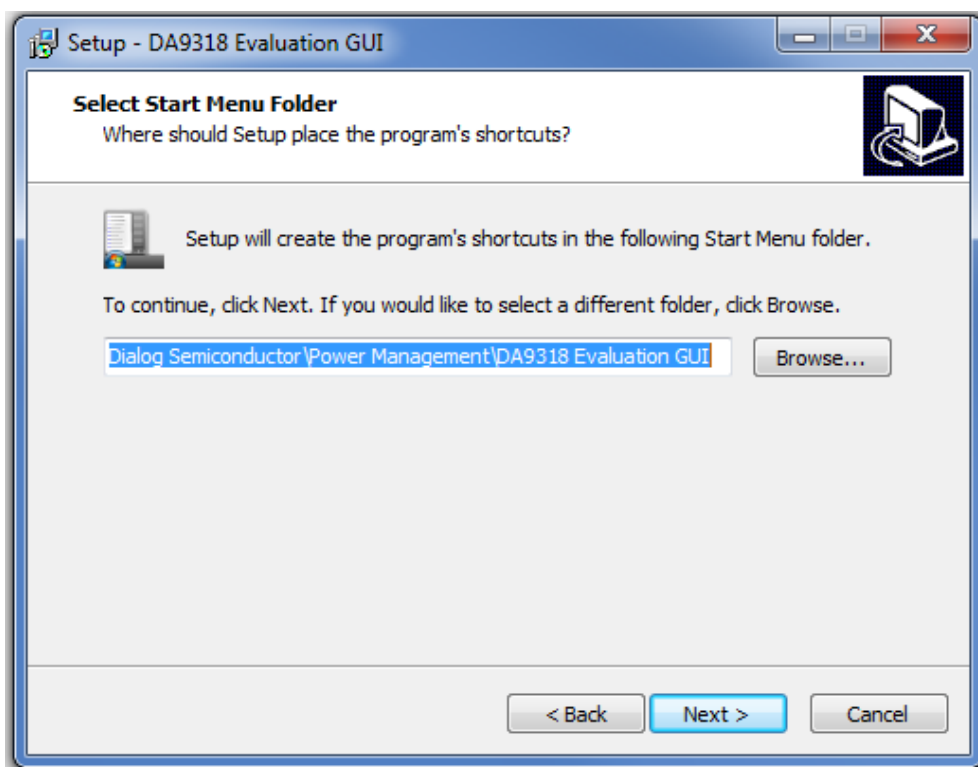 Setup - DA9318 Evaluation GUI
Select Start Menu Folder
Where should Setup place the program's shortcuts?
Setup will create the program's shortcuts in the following Start Menu folder.
To continue, click Next. If you would like to select a different folder, click Browse.
Dialog Semiconductor\Power Management\DA9318 Evaluation GUI
Browse...
< Back
Next >
Cancel